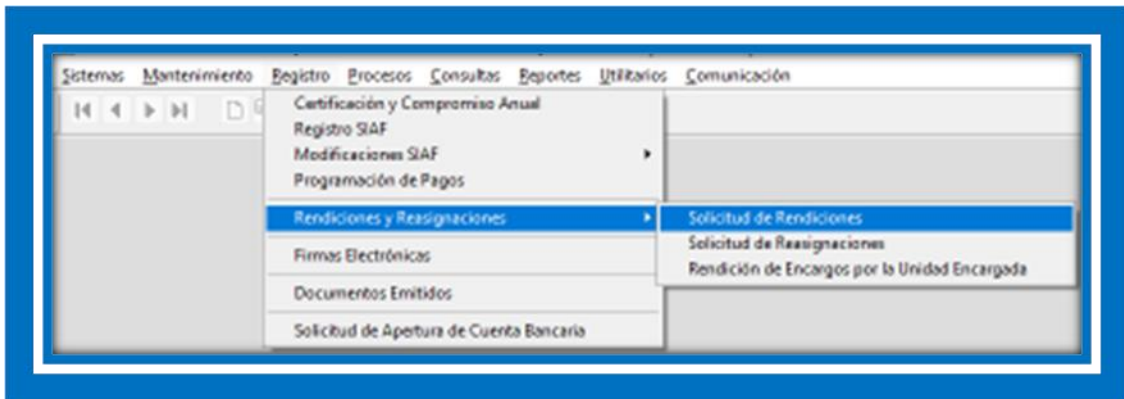 Sistemas Mantenimiento Registro Procesos Consultas Reportes Utilitarios Comunicación
Certificación y Compromiso Anual
Registro SIAF
Modificaciones SIAF
Programación de Pagos
Rendiciones y Reasignaciones
Solicitud de Rendiciones
Solicitud de Reasignaciones
Rendición de Encargos por la Unidad Encargada
Firmas Electrónicas
Documentos Emitidos
Solicitud de Apertura de Cuenta Bancaria